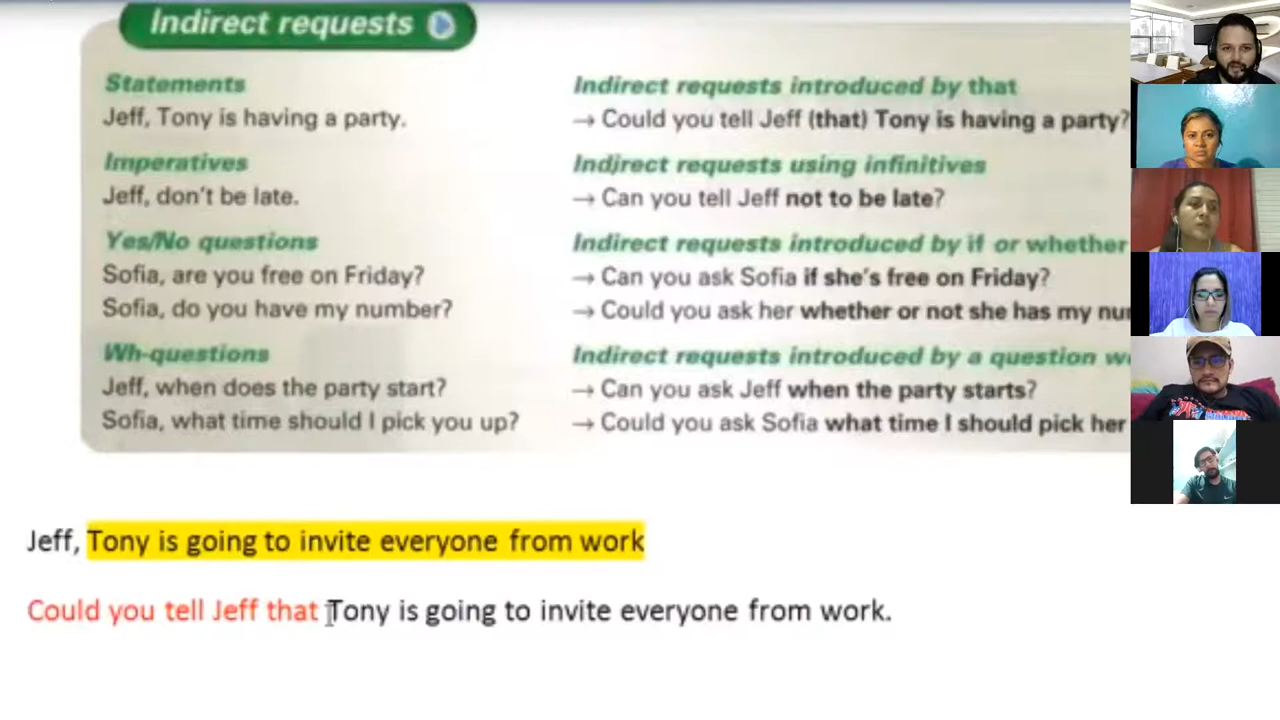 Indirect requests
Statements
Jeff, Tony is having a party.
Imperatives
Jeff, don't be late.
Yes/No questions
Sofia, are you free on Friday?
Sofia, do you have my number?
Wh-questions
Jeff, when does the party start?
Sofia, what time should I pick you up?
Indirect requests introduced by that
→ Could you tell Jeff (that) Tony is having a party?
Indirect requests using infinitives
→ Can you tell Jeff not to be late?
Indirect requests introduced by if or whether
→ Can you ask Sofia if she's free on Friday?
→ Could you ask her whether or not she has my
Indirect requests introduced by a question
→ Can you ask Jeff when the party starts?
→ Could you ask Sofia what time I should pick her
Jeff, Tony is going to invite everyone from work
Could you tell Jeff that Tony is going to invite everyone from work.